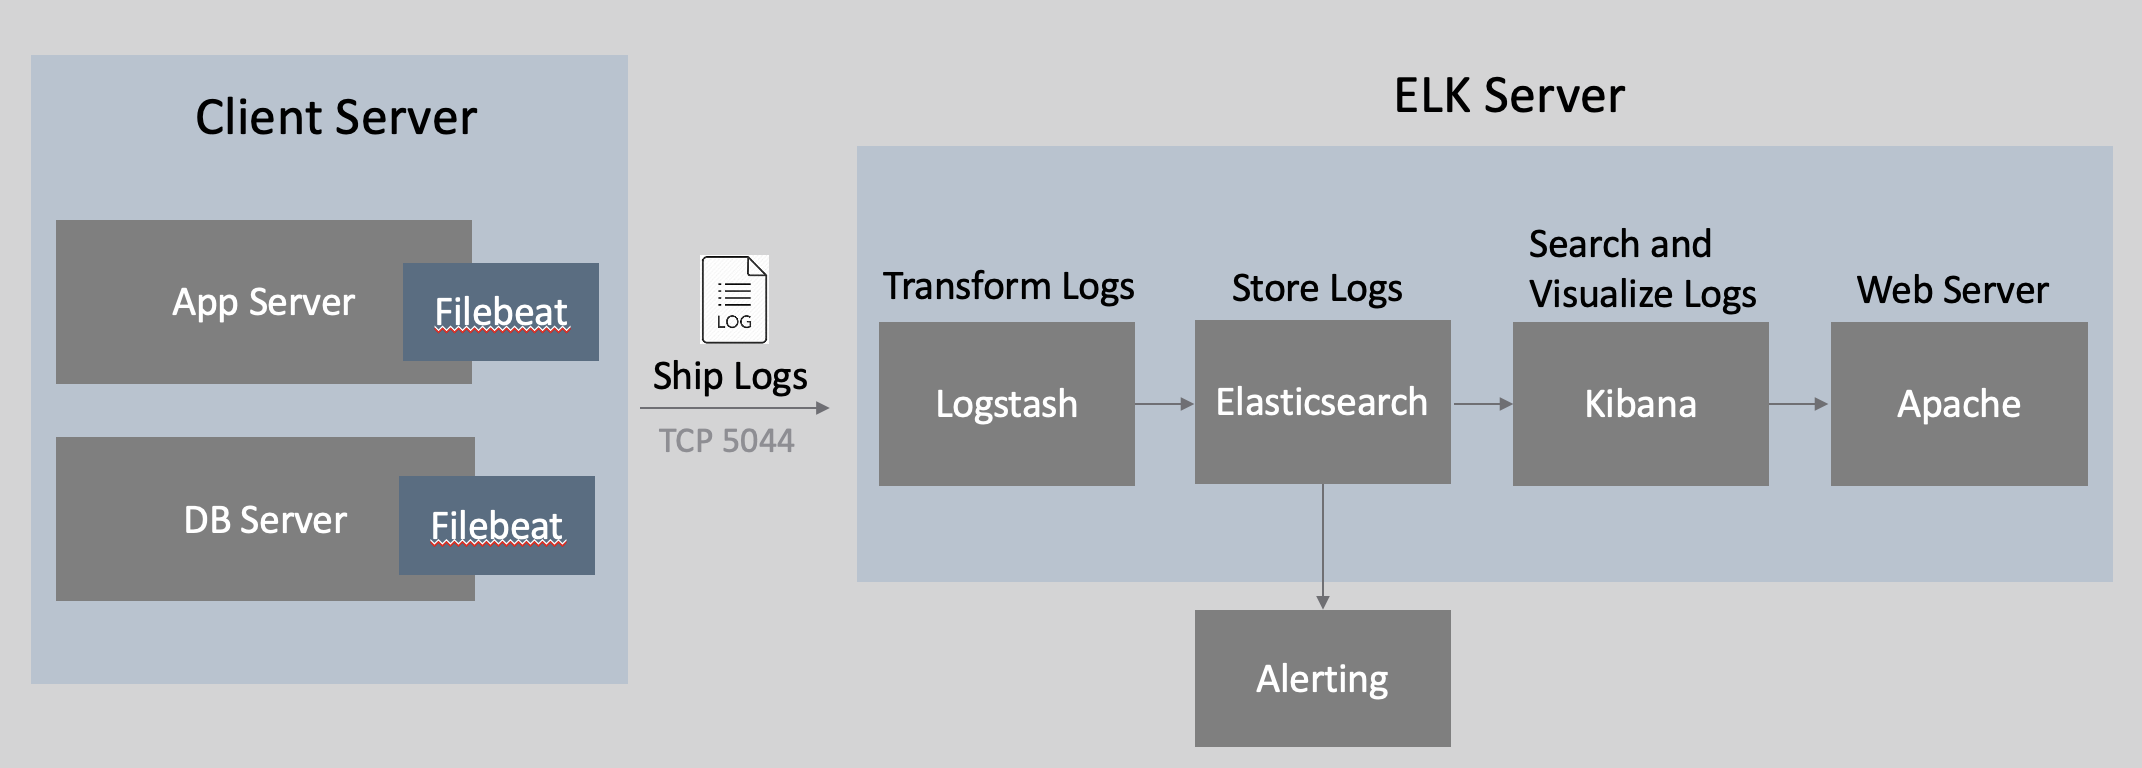 Client Server
App Server
Filebeat
DB Server
Filebeat
LOG
Ship Logs
TCP 5044
ELK Server
Transform Logs
Logstash
Store Logs
Elasticsearch
Search and
Visualize Logs
Kibana
Web Server
Apache
Alerting